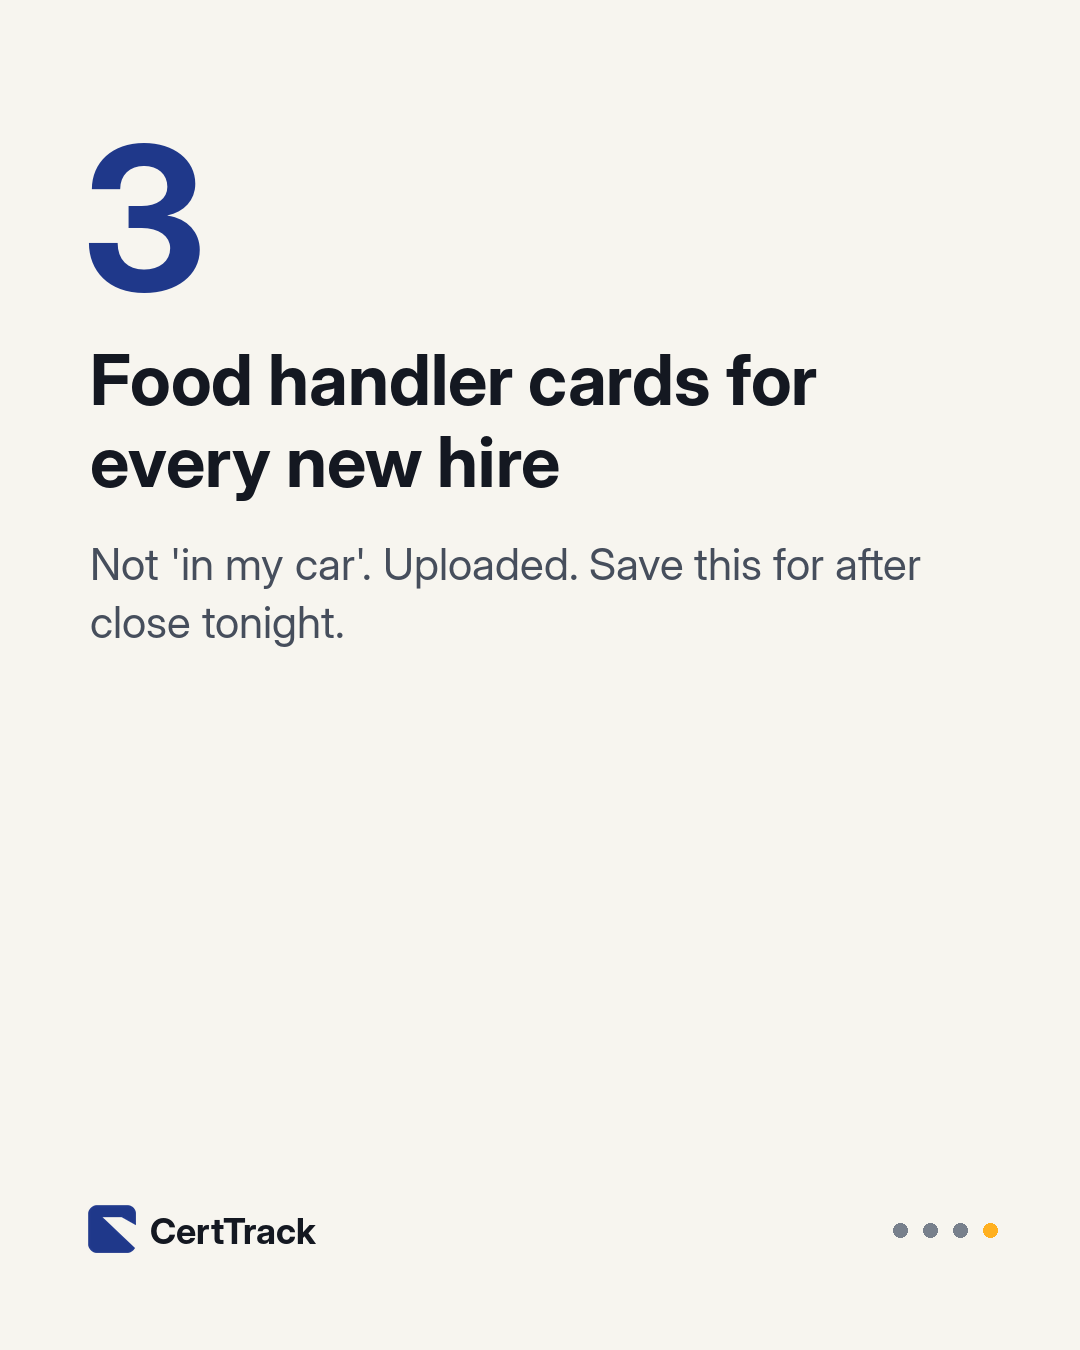 3
Food handler cards for
every new hire
Not 'in my car'. Uploaded. Save this for after
close tonight.
CertTrack